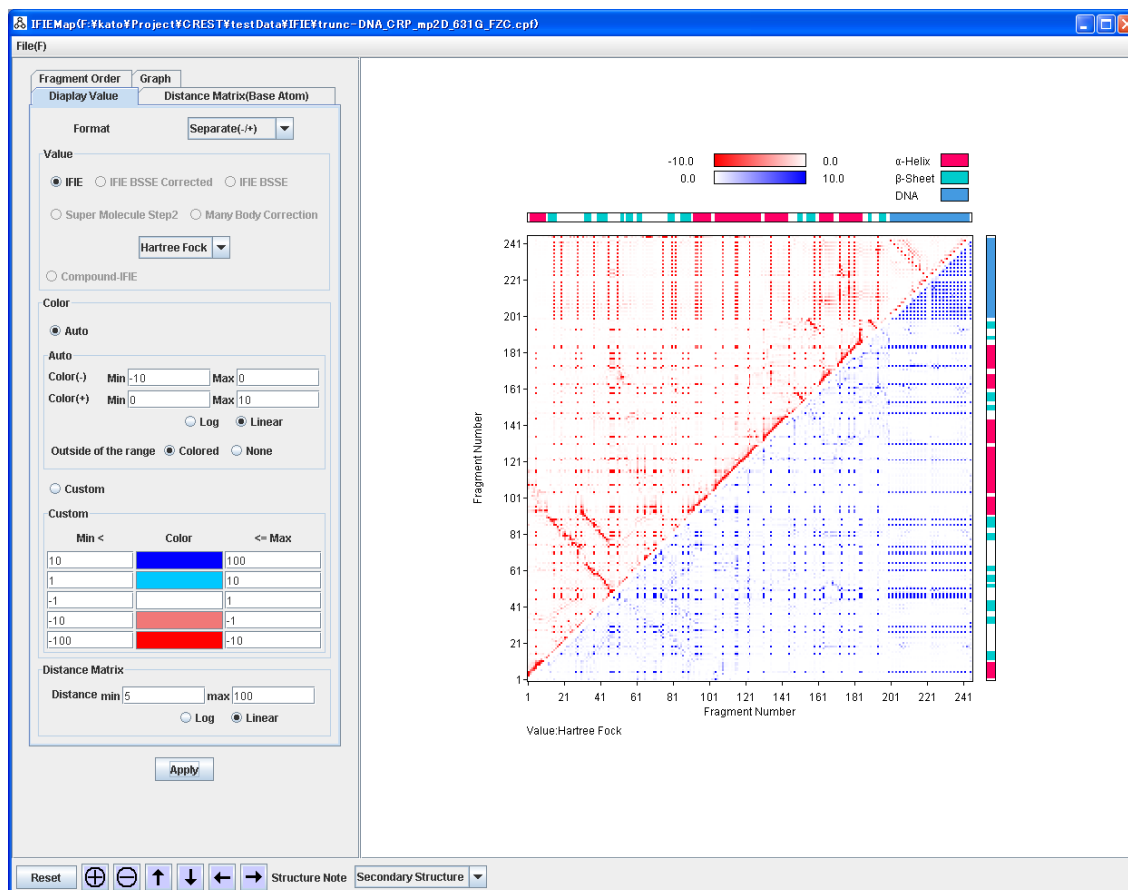 IFIEMap(F:¥kato¥Project¥CREST¥testData¥IFIE¥trunc-DNA_CRP_mp2D_631G_FZC.cpf)
File(F)
Fragment Order Graph
Display Value Distance Matrix(Base Atom)
Format Separate(-/+)
Value
IFIE IFIE BSSE Corrected IFIE BSSE
Super Molecule Step2 Many Body Correction
Hartree Fock
Compound-IFIE
Color
Auto
Auto
Color(-) Min -10 Max 0
Color(+) Min 0 Max 10
Log Linear
Outside of the range Colored None
Custom
Custom
Min < Color <= Max
10 100
1 10
-1 1
-10 -1
-100 -10
Distance Matrix
Distance min 5 max 100
Log Linear
Apply
-10.0 0.0
0.0 10.0
α-Helix
β-Sheet
DNA
241
221
201
181
161
141
121
101
81
61
41
21
1
Fragment Number
1 21 41 61 81 101 121 141 161 181 201 221 241
Fragment Number
Value:Hartree Fock
Reset Structure Note Secondary Structure